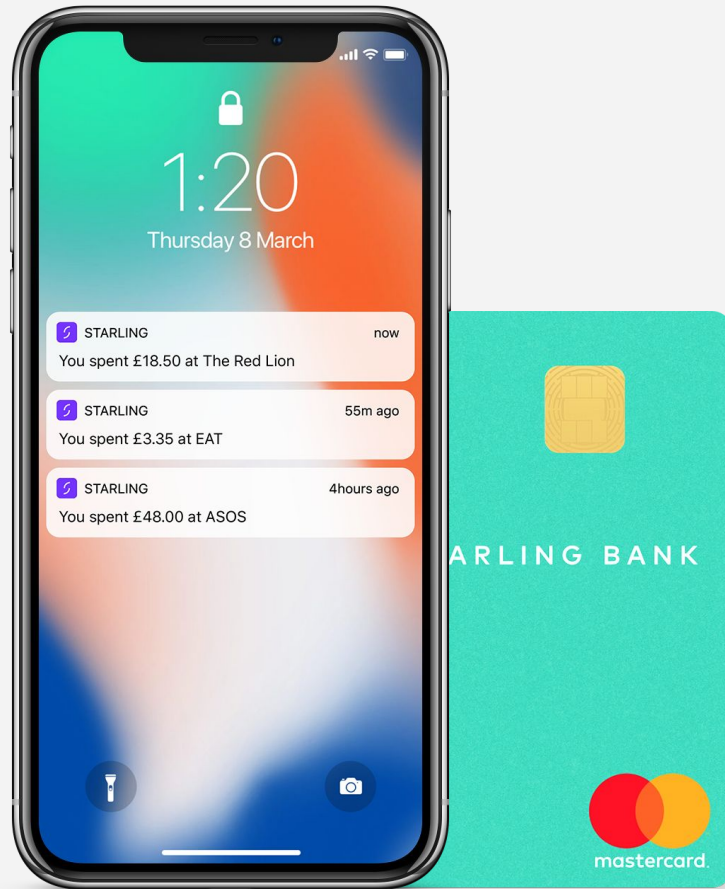 1:20
Thursday 8 March
STARLING now
You spent £18.50 at The Red Lion
STARLING 55m ago
You spent £3.35 at EAT
STARLING 4hours ago
You spent £48.00 at ASOS
ARLING BANK
mastercard.